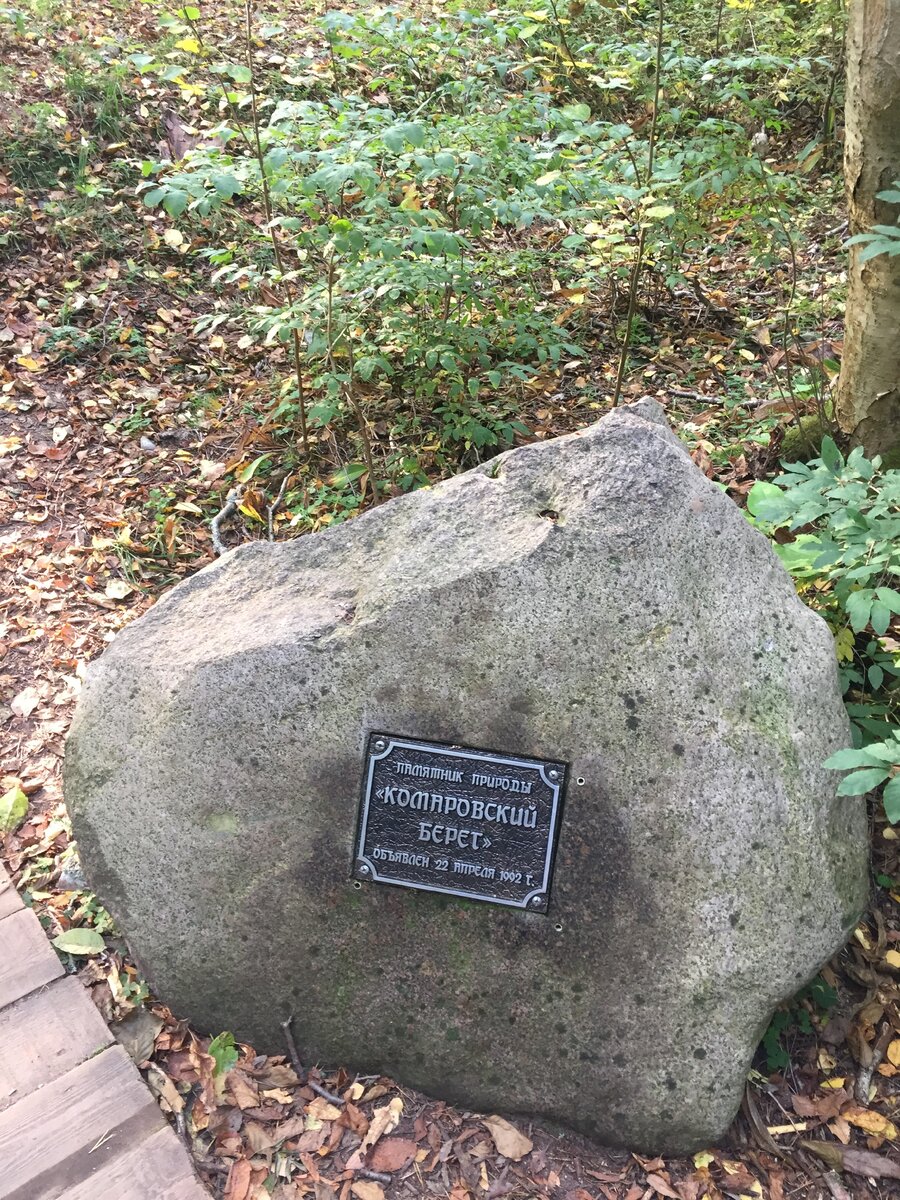 ПАМЯТНИК ПРИРОДЫ
«КОМАРОВСКИЙ
БЕРЕГ»
ОБЪЯВЛЕН 22 АПРЕЛЯ 1992 Г.